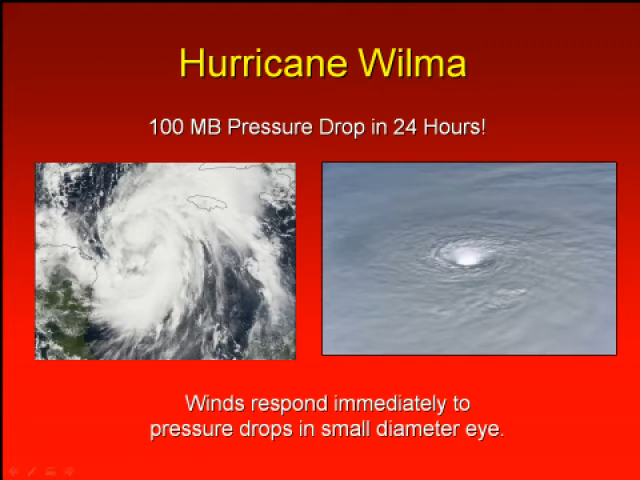 Hurricane Wilma
100 MB Pressure Drop in 24 Hours!
Winds respond immediately to
pressure drops in small diameter eye.